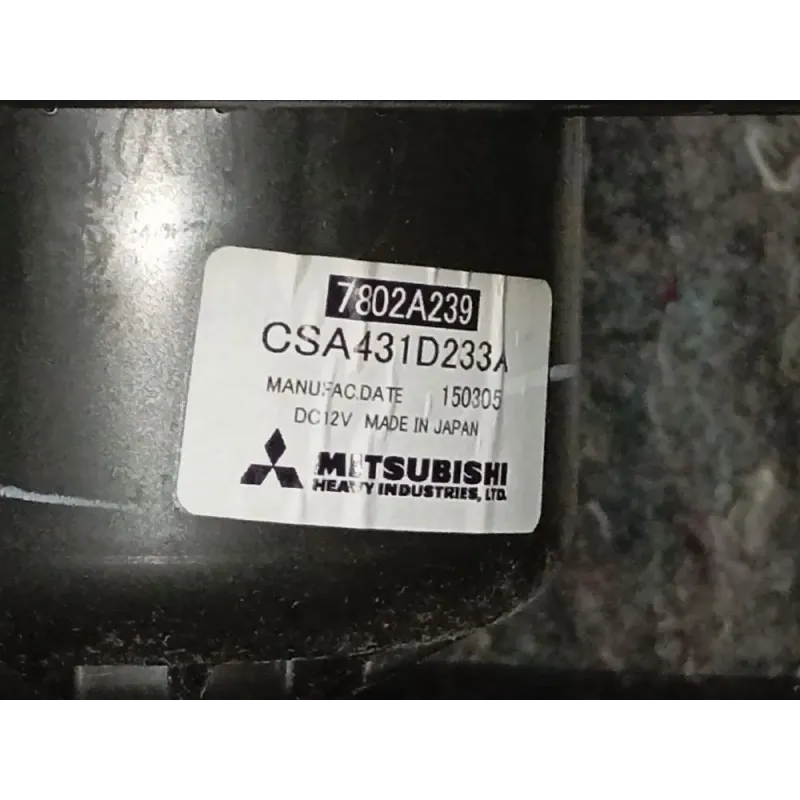 7802A239
CSA431D233A
MANUFAC.DATE 150305
DC12V MADE IN JAPAN
MITSUBISHI
HEAVY INDUSTRIES, LTD.